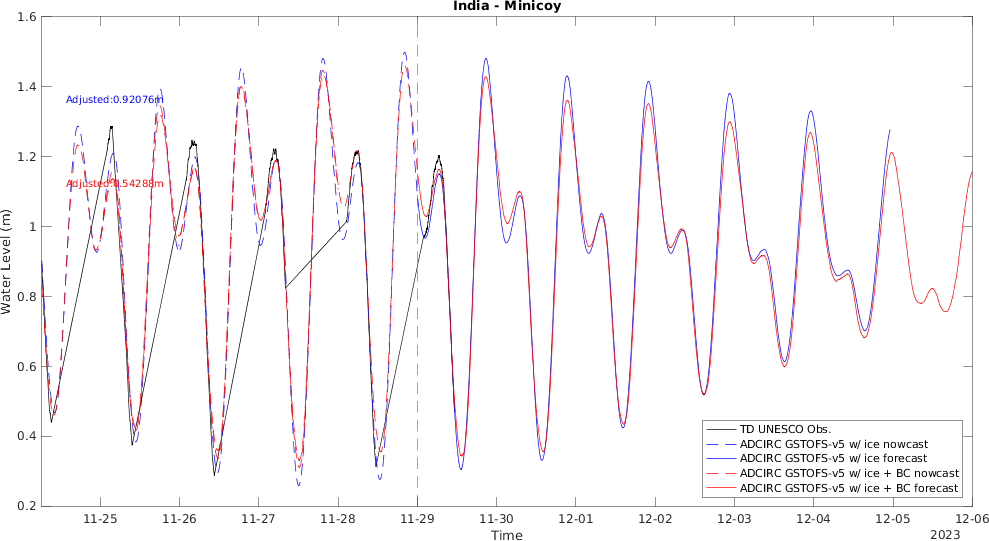 India - Minicoy
1.6
1.4
1.2
1
0.8
0.6
0.4
0.2
Water Level (m)
Adjusted:0.92076m
Adjusted:0.54288m
TD UNESCO Obs.
ADCIRC GSTOFS-v5 w/ ice nowcast
ADCIRC GSTOFS-v5 w/ ice forecast
ADCIRC GSTOFS-v5 w/ ice + BC nowcast
ADCIRC GSTOFS-v5 w/ ice + BC forecast
11-25 11-26 11-27 11-28 11-29 11-30 12-01 12-02 12-03 12-04 12-05 12-06
Time
2023